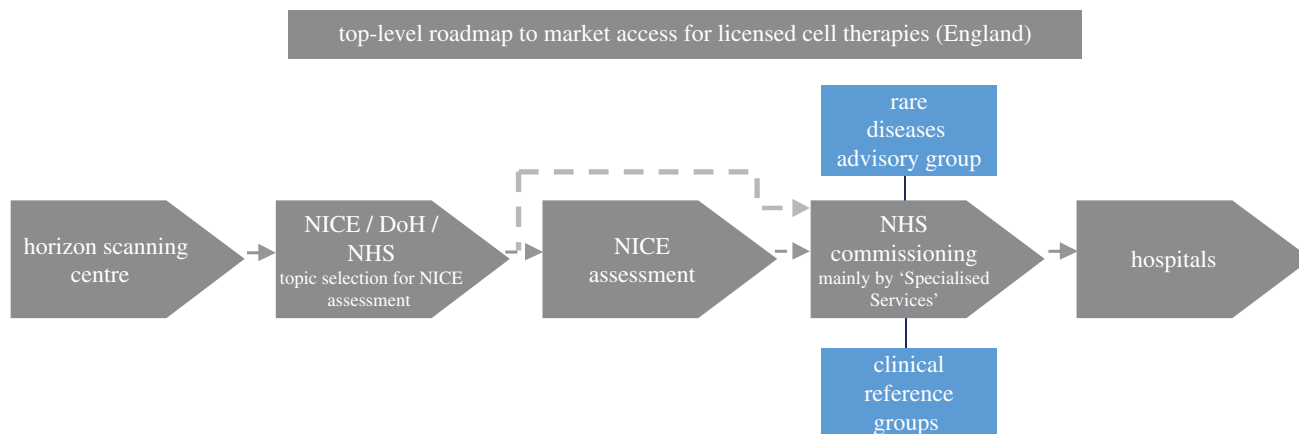 top-level roadmap to market access for licensed cell therapies (England)
rare
diseases
advisory group
horizon scanning
centre
NICE / DoH /
NHS
topic selection for NICE
assessment
NICE
assessment
NHS
commissioning
mainly by ‘Specialised
Services’
hospitals
clinical
reference
groups